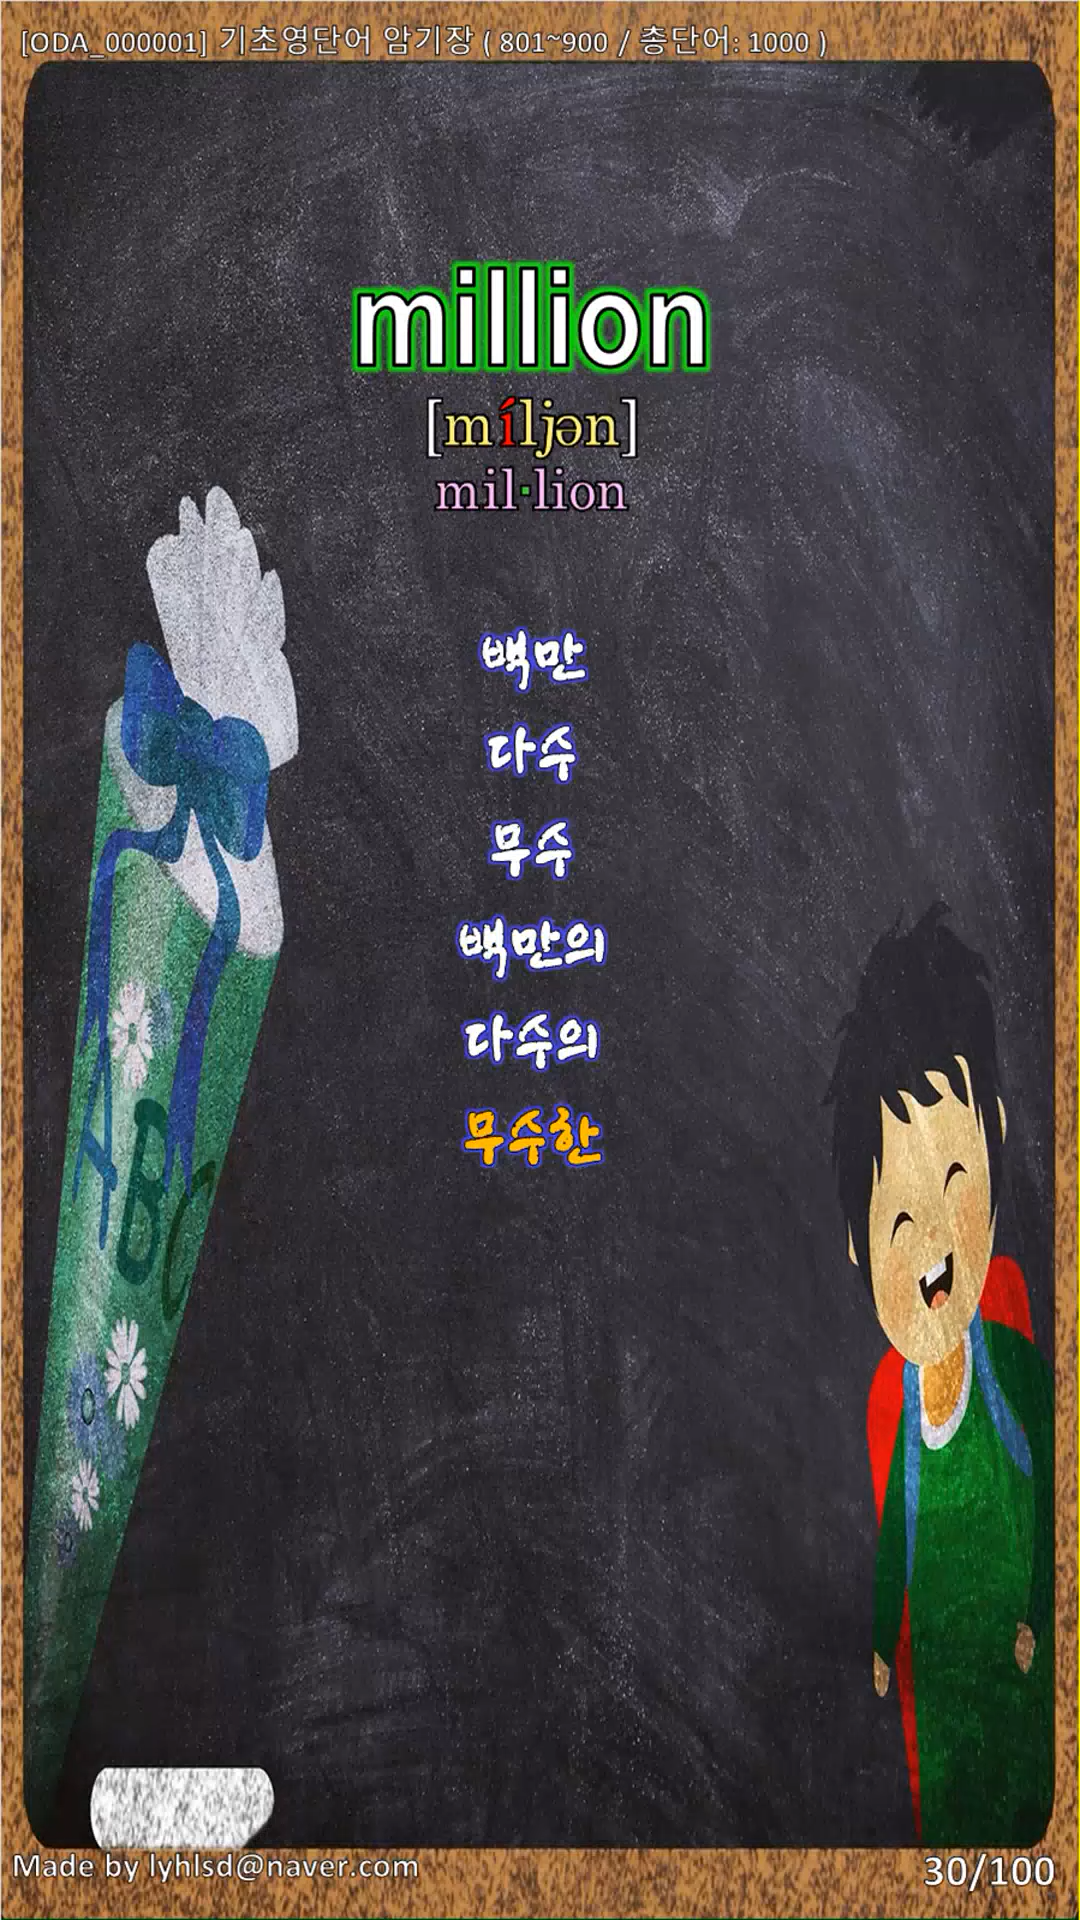 [ODA_000001] 기초영단어 암기장 ( 801~900 / 총단어: 1000 )
million
[míljən]
mil·lion
백만
다수
무수
백만의
다수의
무수한
ABC
Made by lyhlsd@naver.com
30/100